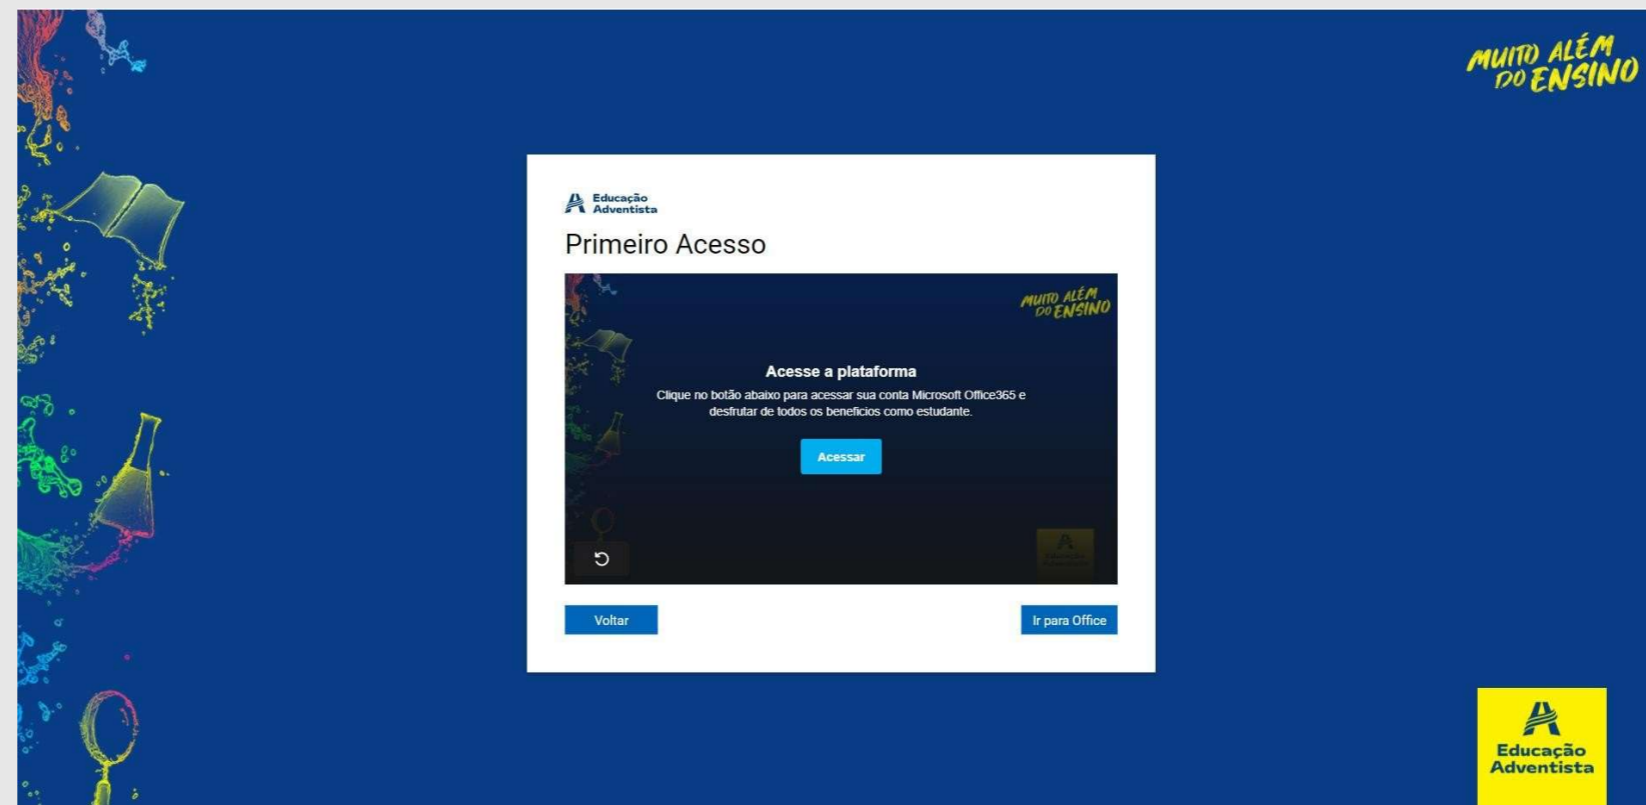 MUITO ALÉM
DO ENSINO
Educação
Adventista
Primeiro Acesso
MUITO ALÉM
DO ENSINO
Acesse a plataforma
Clique no botão abaixo para acessar sua conta Microsoft Office365 e
desfrutar de todos os benefícios como estudante.
Acessar
Educação
Adventista
Voltar
Ir para Office
Educação
Adventista